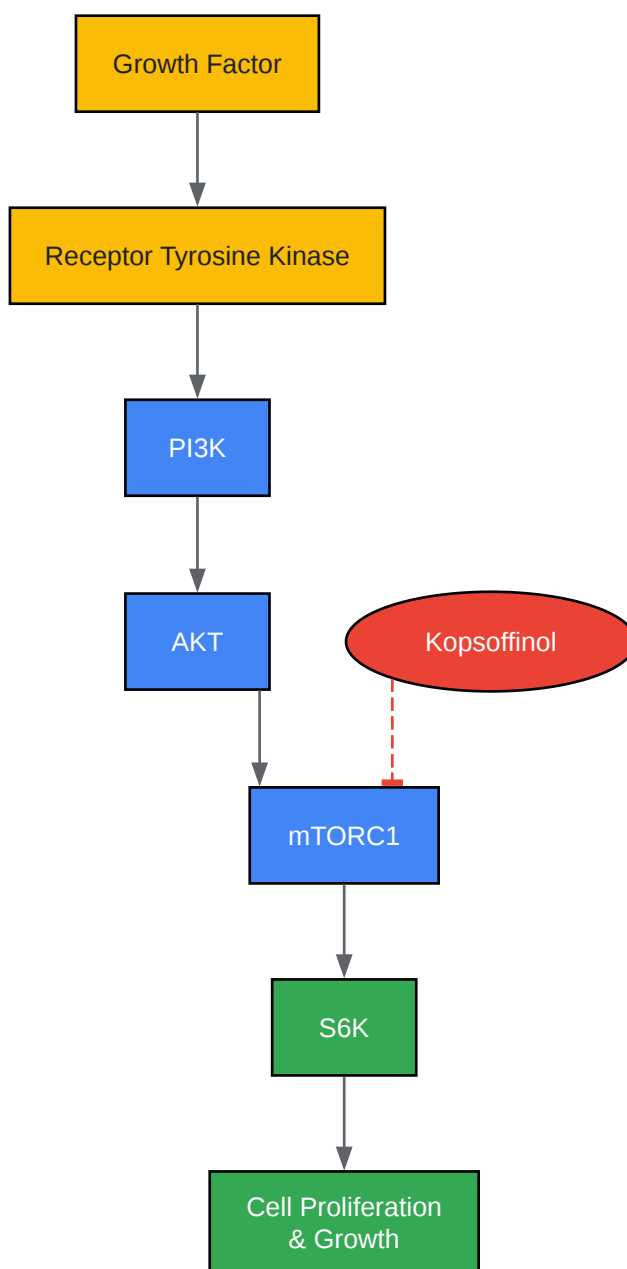 Growth Factor
Receptor Tyrosine Kinase
PI3K
AKT
Kopsoffinol
mTORC1
S6K
Cell Proliferation
& Growth